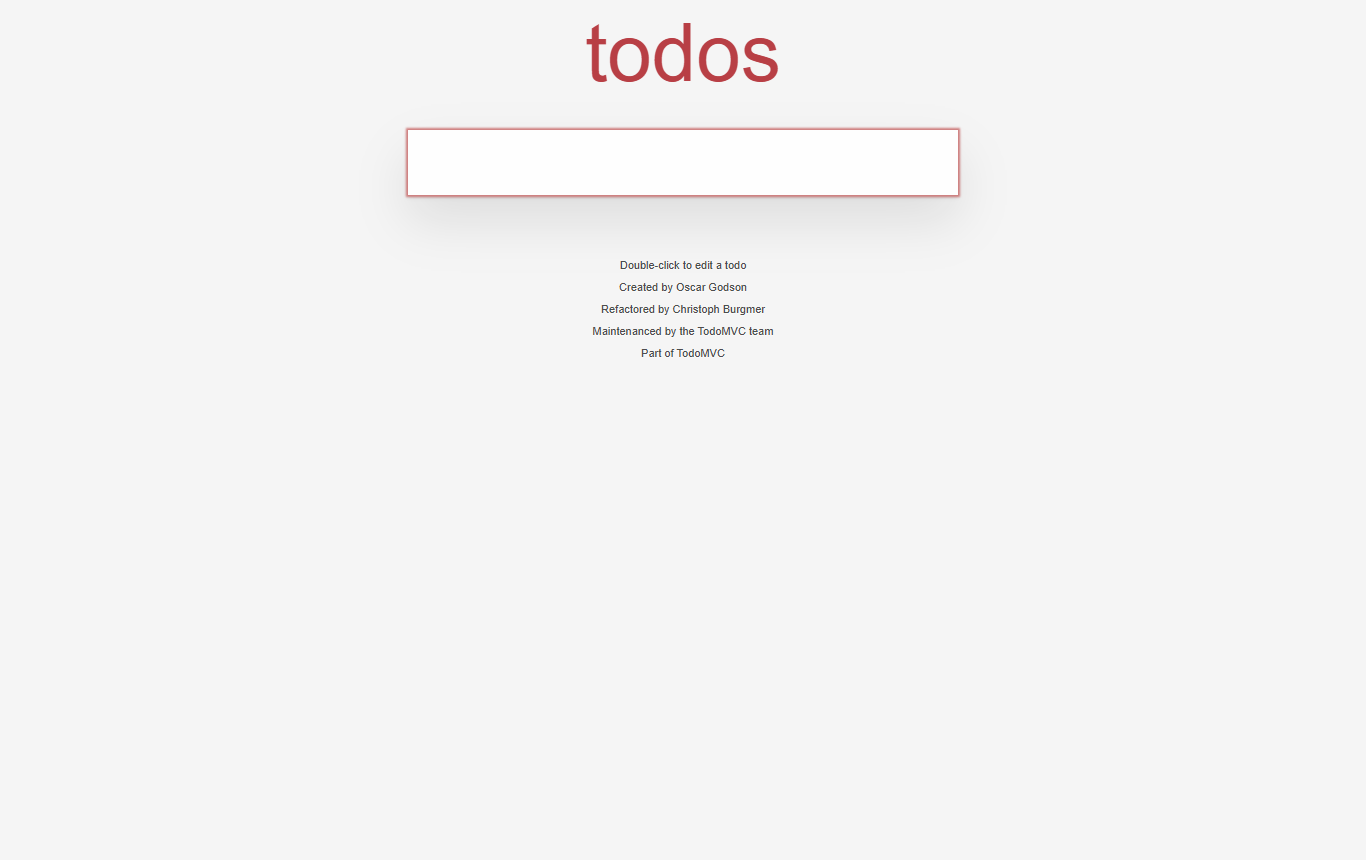 todos
Double-click to edit a todo
Created by Oscar Godson
Refactored by Christoph Burgmer
Maintenanced by the TodoMVC team
Part of TodoMVC